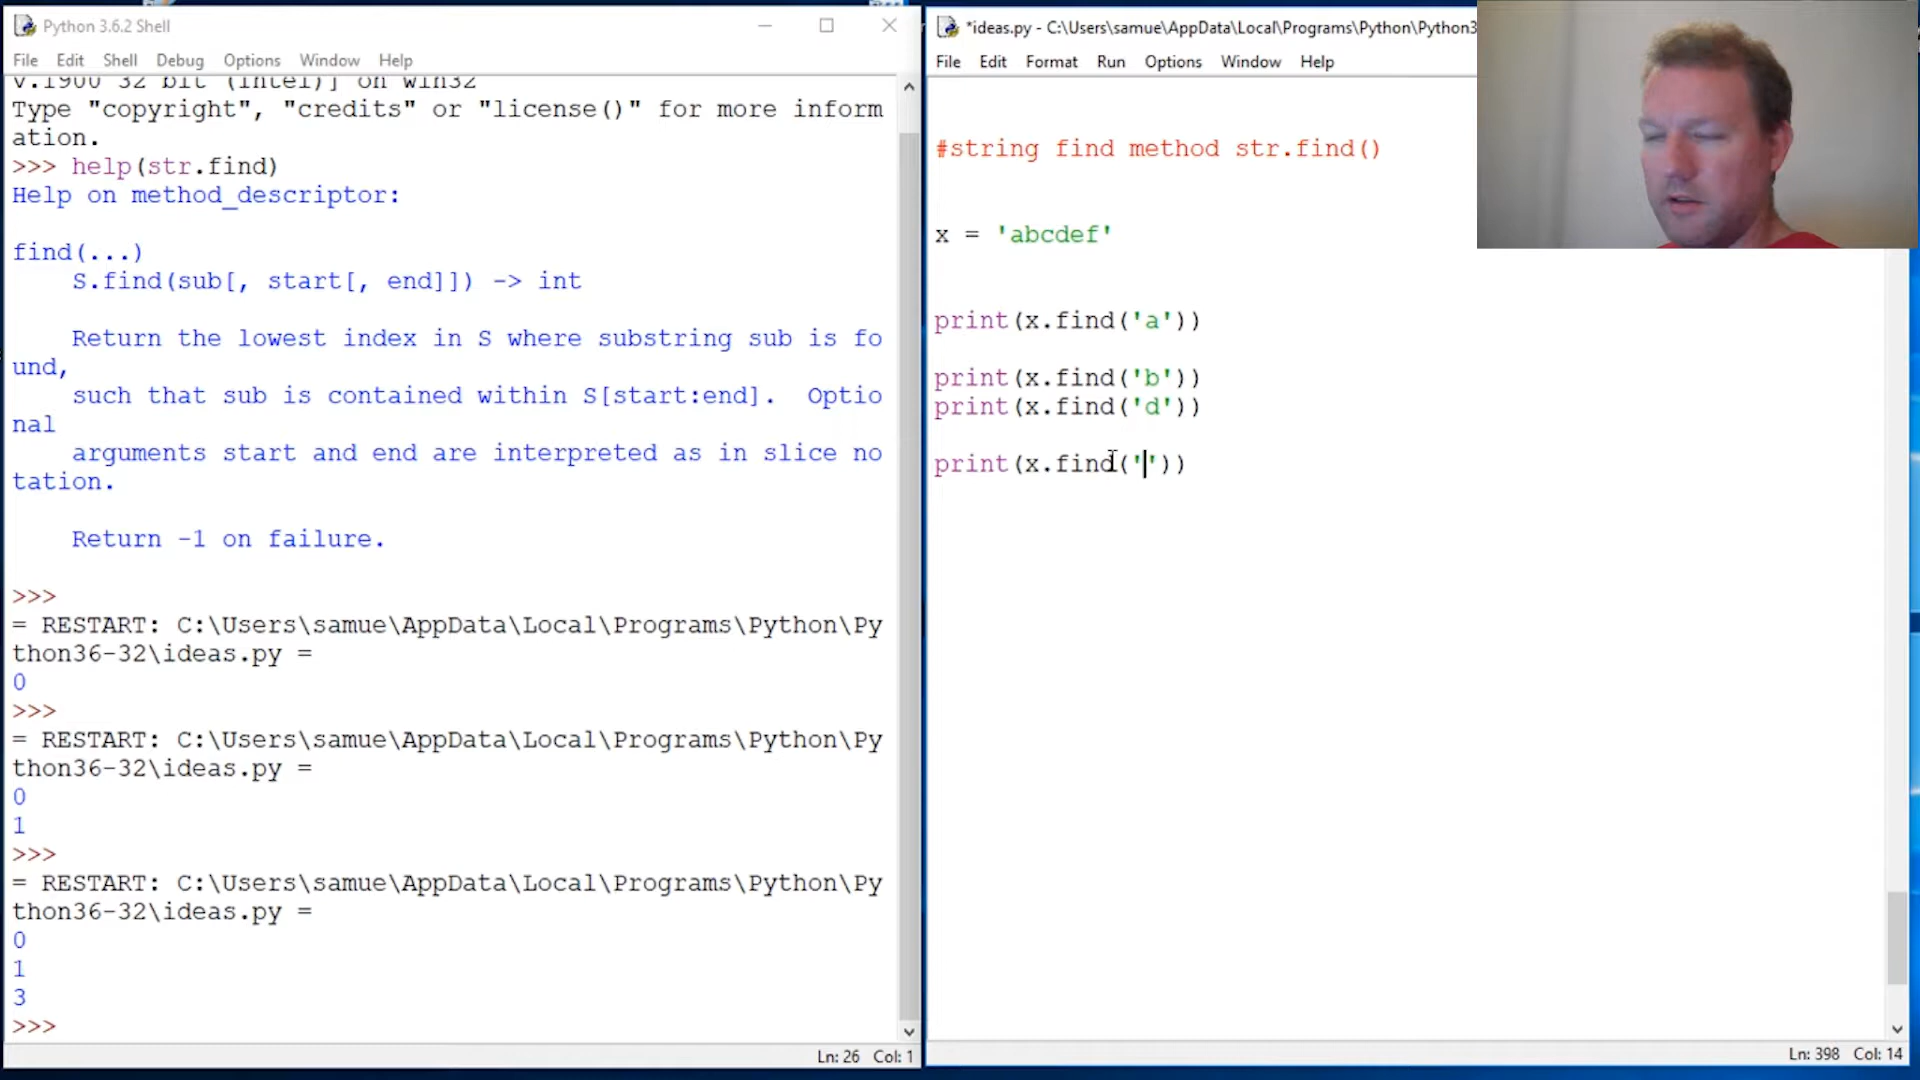 Python 3.6.2 Shell
File Edit Shell Debug Options Window Help
v.1900 32 bit (Intel)] on win32
Type "copyright", "credits" or "license()" for more inform
ation.
>>> help(str.find)
Help on method_descriptor:
find(...)
S.find(sub[, start[, end]]) -> int
Return the lowest index in S where substring sub is fo
und,
such that sub is contained within S[start:end].  Optio
nal
arguments start and end are interpreted as in slice no
tation.
Return -1 on failure.
>>>
= RESTART: C:\Users\samue\AppData\Local\Programs\Python\Py
thon36-32\ideas.py =
0
>>>
= RESTART: C:\Users\samue\AppData\Local\Programs\Python\Py
thon36-32\ideas.py =
0
1
>>>
= RESTART: C:\Users\samue\AppData\Local\Programs\Python\Py
thon36-32\ideas.py =
0
1
3
>>>
Ln: 26 Col: 1
*ideas.py - C:\Users\samue\AppData\Local\Programs\Python\Python3
File Edit Format Run Options Window Help
#string find method str.find()
x = 'abcdef'
print(x.find('a'))
print(x.find('b'))
print(x.find('d'))
print(x.find(''))
Ln: 398 Col: 14